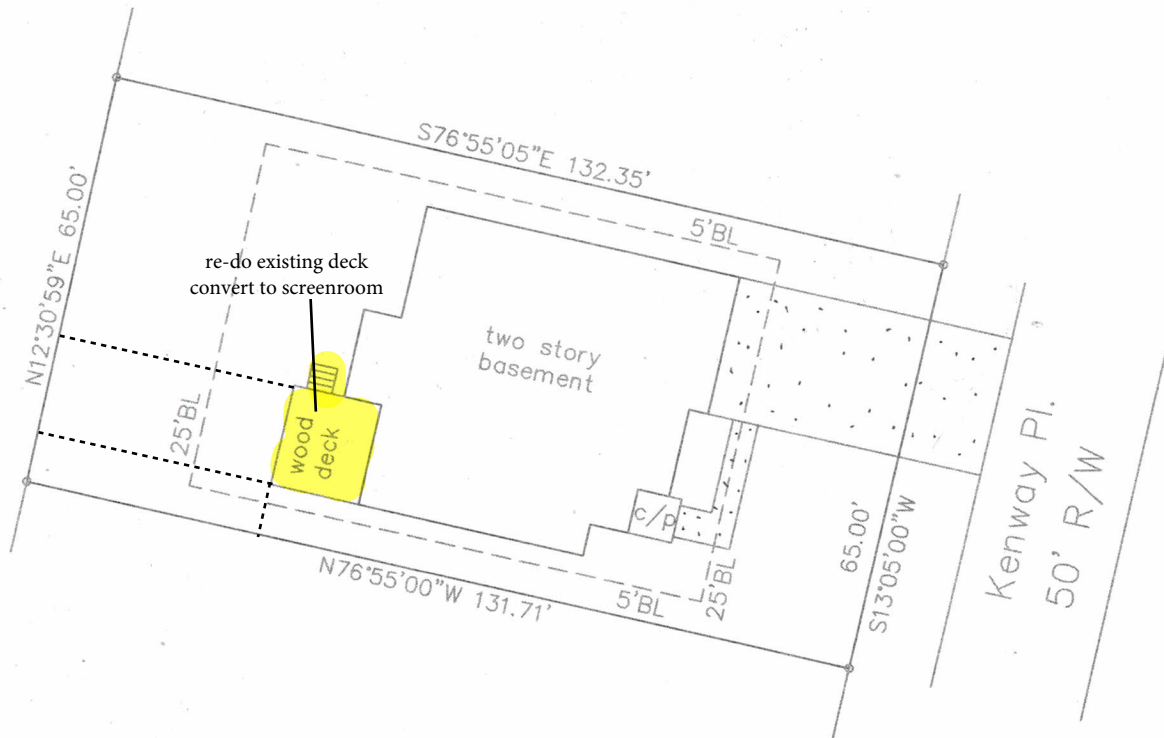 S76°55'05"E 132.35'
5'BL
N12°30'59"E 65.00'
re-do existing deck
convert to screenroom
two story
basement
25'BL
wood
deck
c/p
Kenway Pl.
50' R/W
65.00'
S13°05'00"W
N76°55'00"W 131.71'
5'BL
25'BL